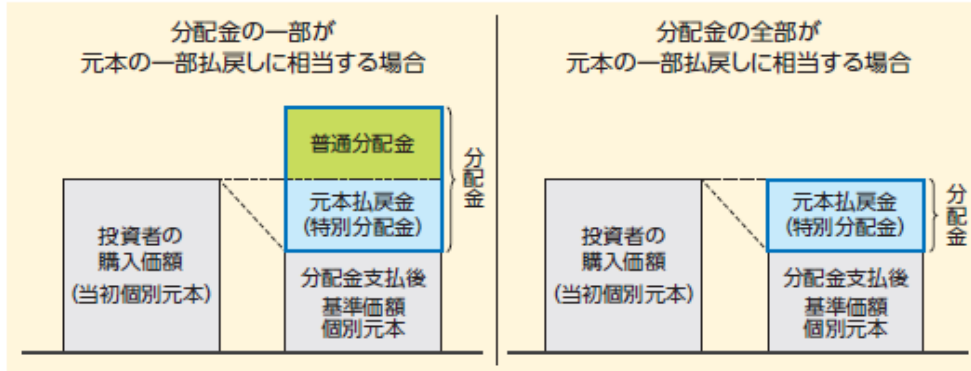 分配金の一部が
元本の一部払戻しに相当する場合
普通分配金
元本払戻金
(特別分配金)
分配金
投資者の
購入価額
(当初個別元本)
分配金支払後
基準価額
個別元本
分配金の全部が
元本の一部払戻しに相当する場合
元本払戻金
(特別分配金)
分配金
投資者の
購入価額
(当初個別元本)
分配金支払後
基準価額
個別元本